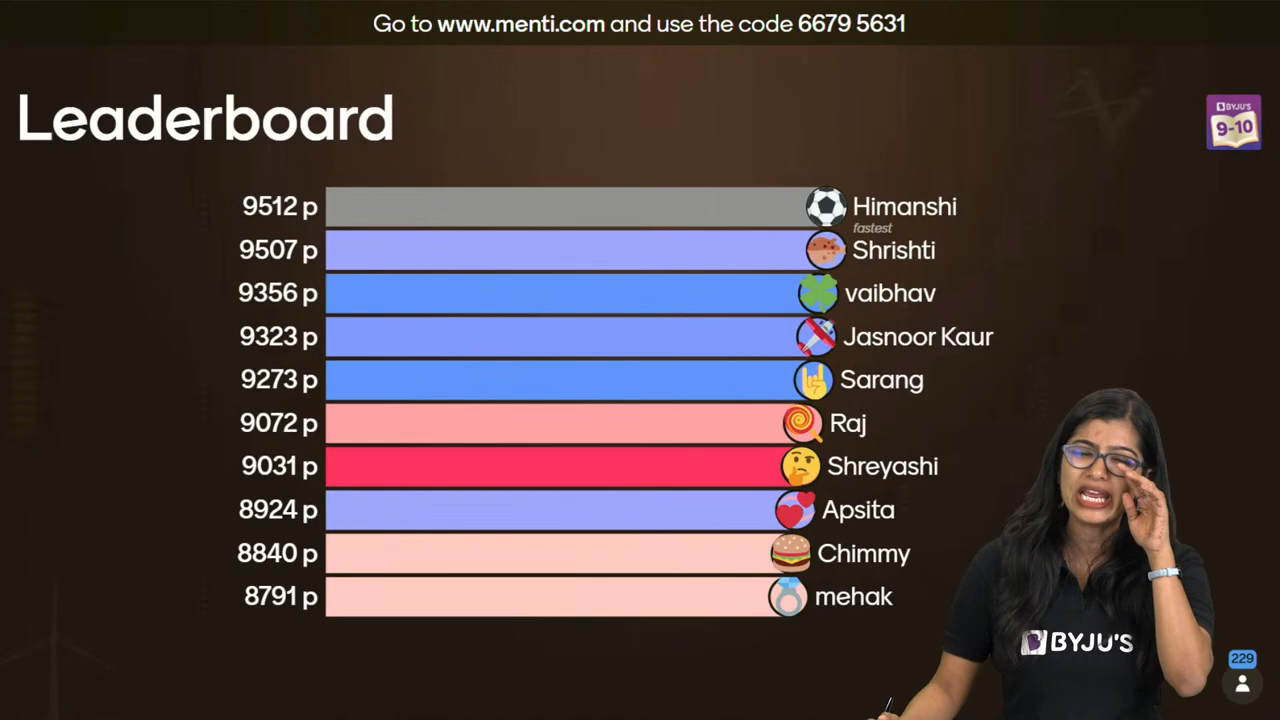 Go to www.menti.com and use the code 6679 5631
Leaderboard
BYJU'S
9-10
9512 p Himanshi
fastest
9507 p Shrishti
9356 p vaibhav
9323 p Jasnoor Kaur
9273 p Sarang
9072 p Raj
9031 p Shreyashi
8924 p Apsita
8840 p Chimmy
8791 p mehak
BYJU'S
229